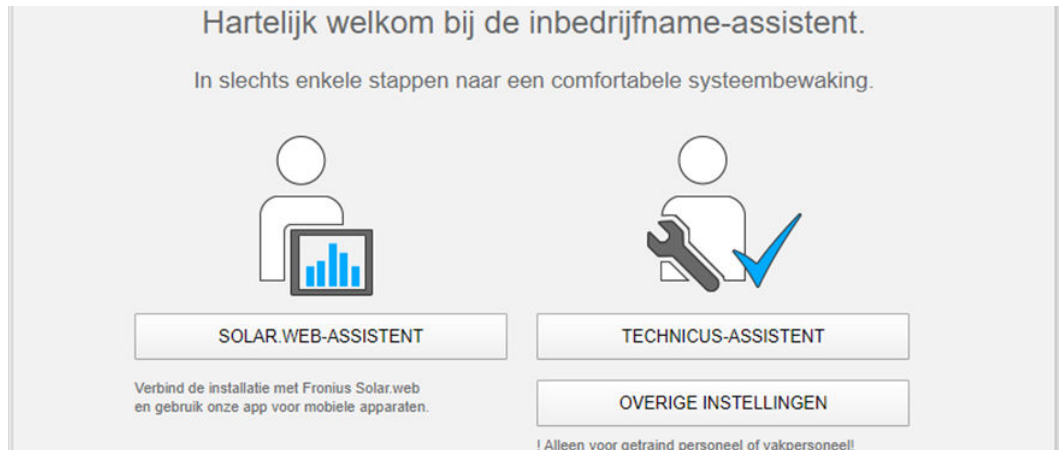 Hartelijk welkom bij de inbedrijfname-assistent.
In slechts enkele stappen naar een comfortabele systeembewaking.
SOLAR.WEB-ASSISTENT
Verbind de installatie met Fronius Solar.web
en gebruik onze app voor mobiele apparaten.
TECHNICUS-ASSISTENT
OVERIGE INSTELLINGEN
! Alleen voor getraind personeel of vakpersoneel!